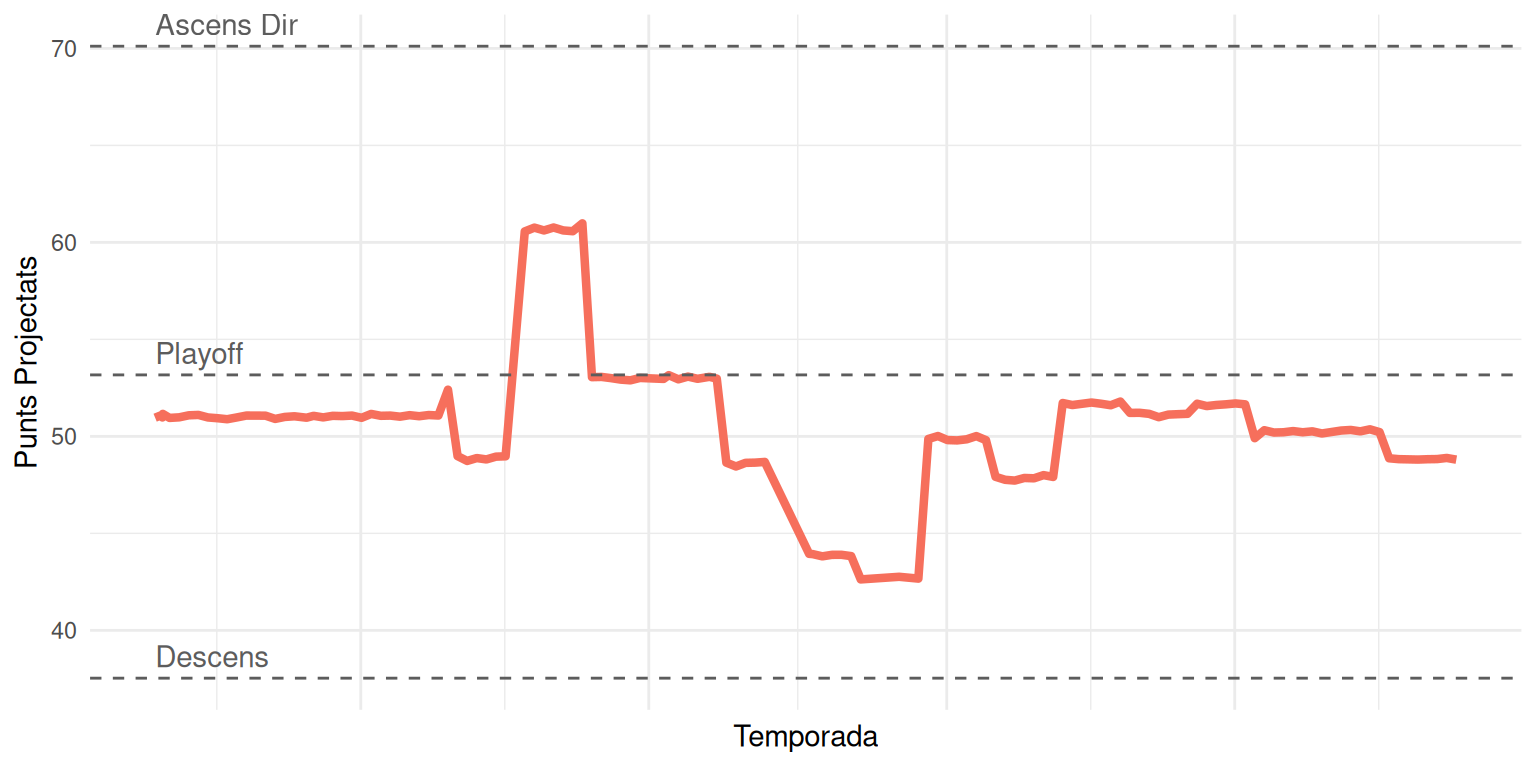 Ascens Dir
70
60
Playoff
50
40
Descens
Punts Projectats
Temporada